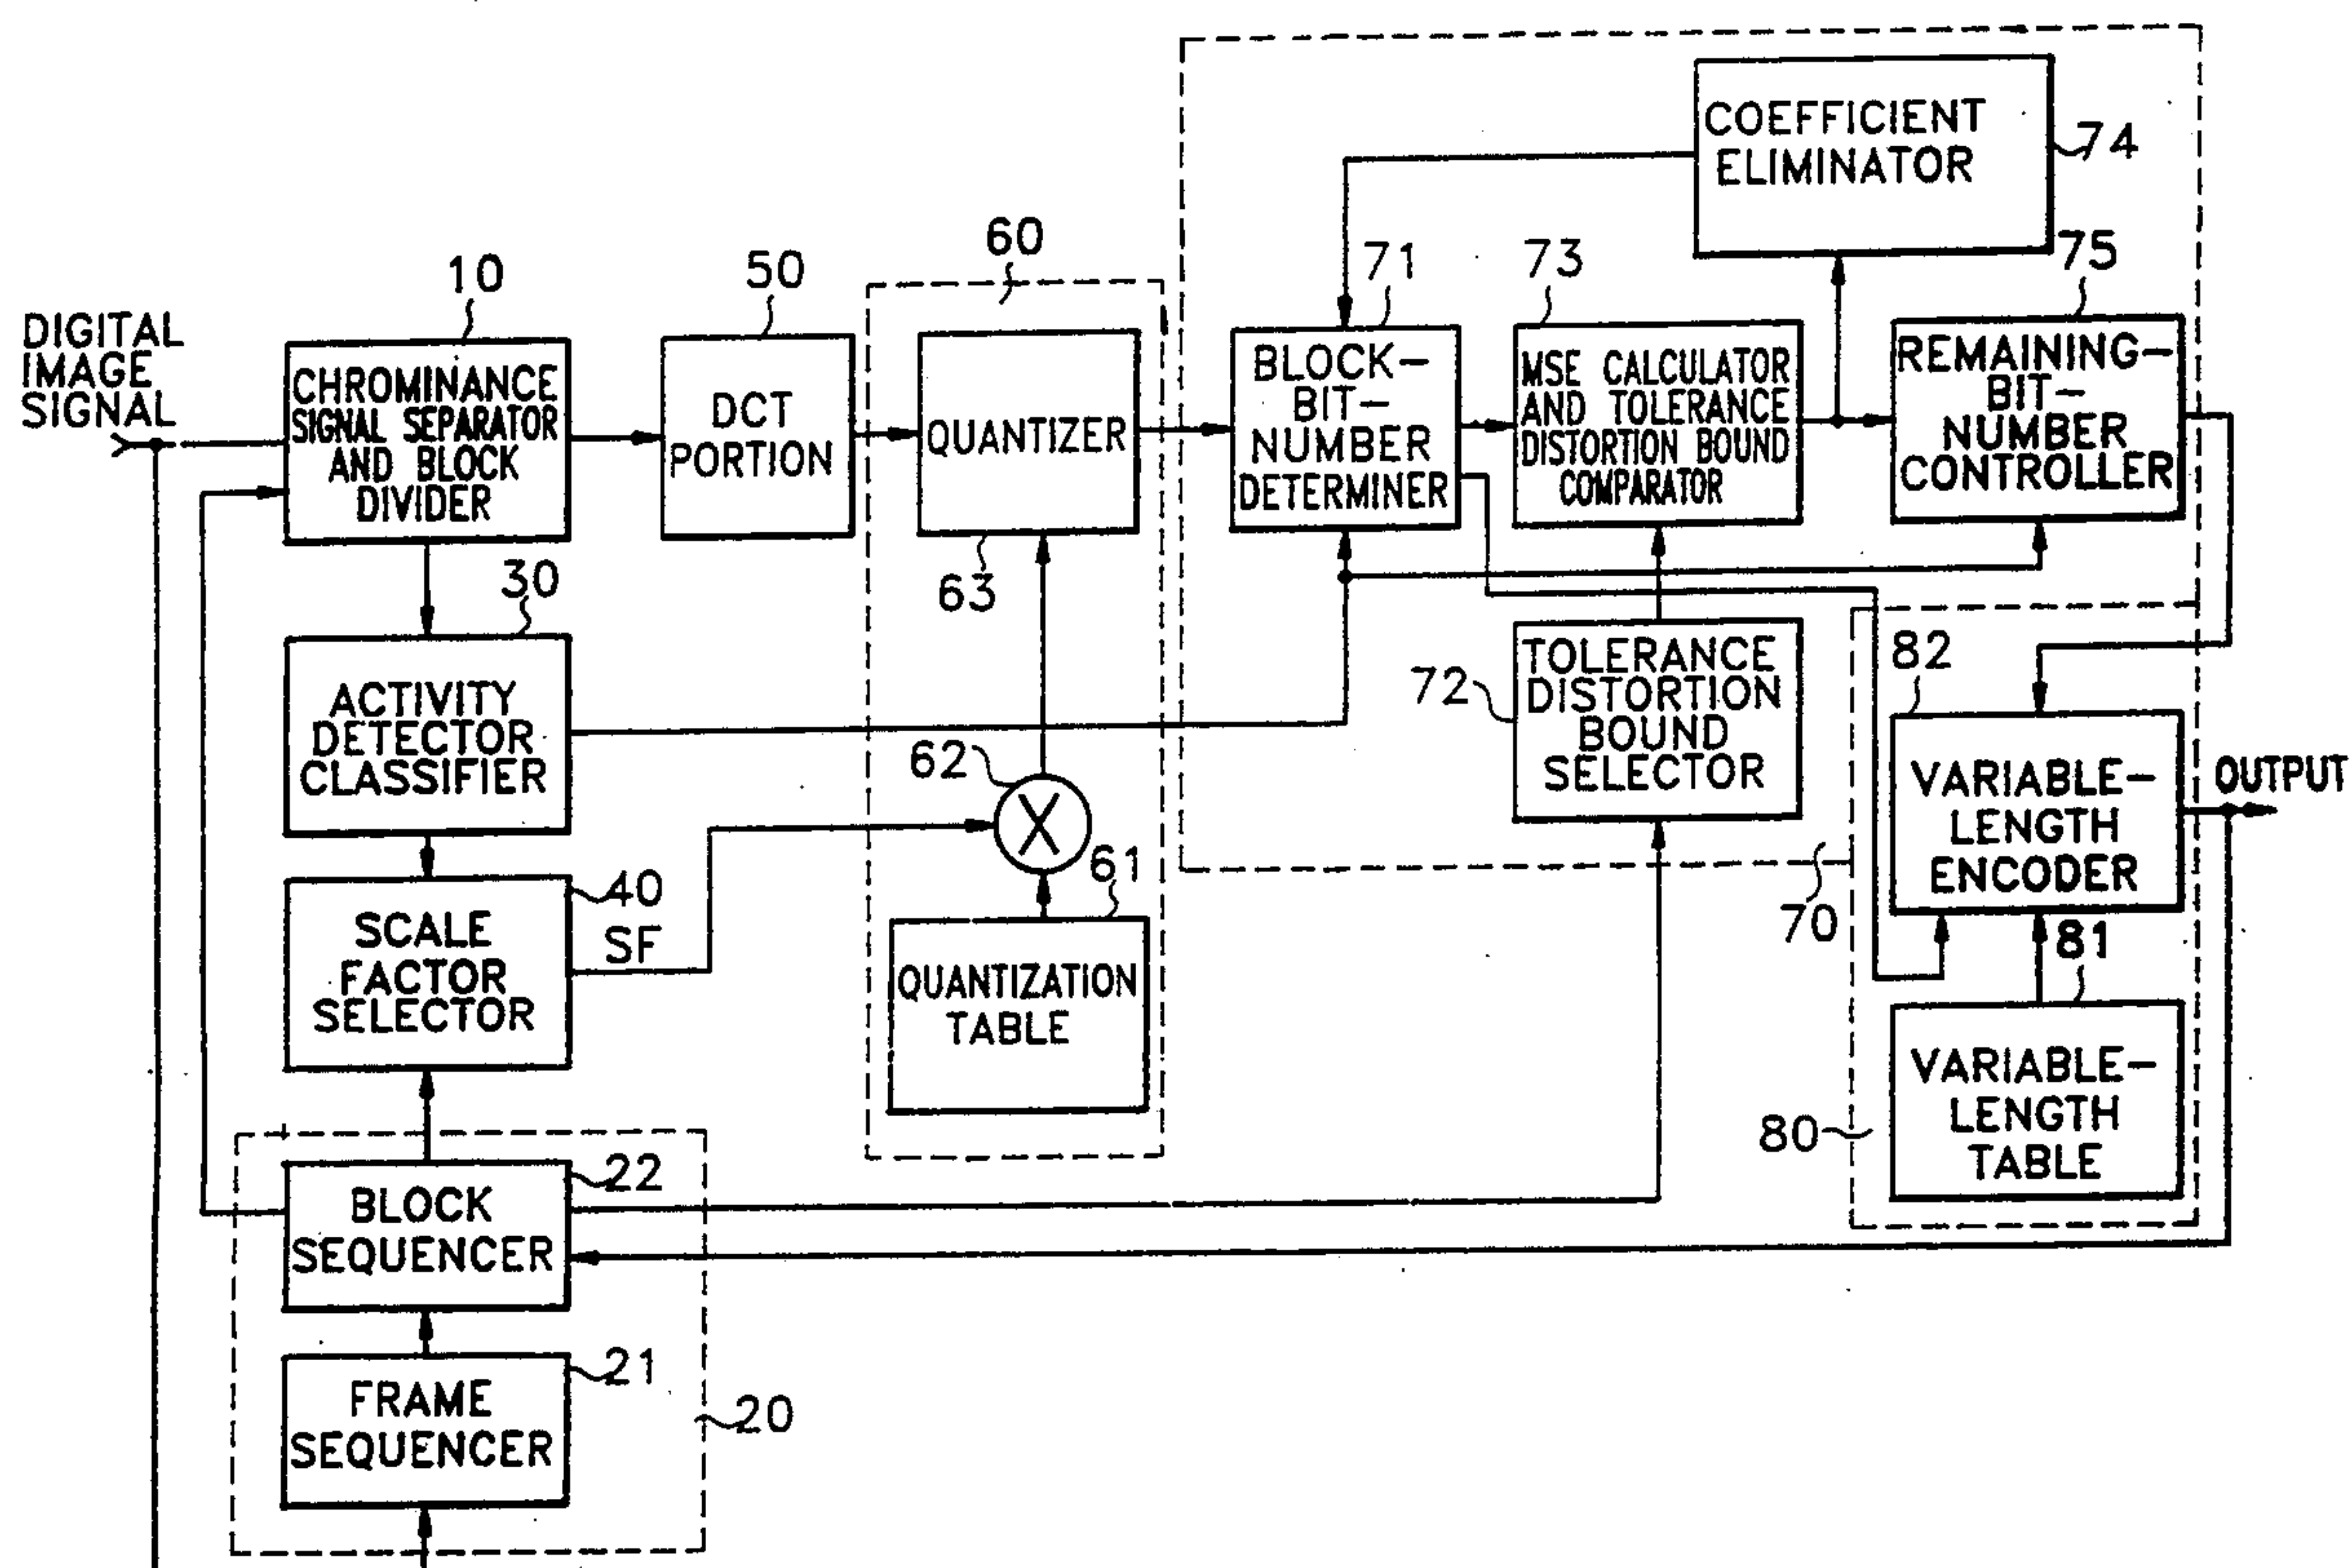 DIGITAL
IMAGE
SIGNAL
10
CHROMINANCE
SIGNAL SEPARATOR
AND BLOCK
DIVIDER
50
DCT
PORTION
60
QUANTIZER
63
62
X
61
QUANTIZATION
TABLE
30
ACTIVITY
DETECTOR
CLASSIFIER
40
SCALE
FACTOR
SELECTOR
SF
22
BLOCK
SEQUENCER
21
FRAME
SEQUENCER
20
COEFFICIENT
ELIMINATOR
74
71
BLOCK-
BIT-
NUMBER
DETERMINER
73
MSE CALCULATOR
AND TOLERANCE
DISTORTION BOUND
COMPARATOR
75
REMAINING-
BIT-
NUMBER
CONTROLLER
72
TOLERANCE
DISTORTION
BOUND
SELECTOR
70
82
VARIABLE-
LENGTH
ENCODER
OUTPUT
81
VARIABLE-
LENGTH
TABLE
80